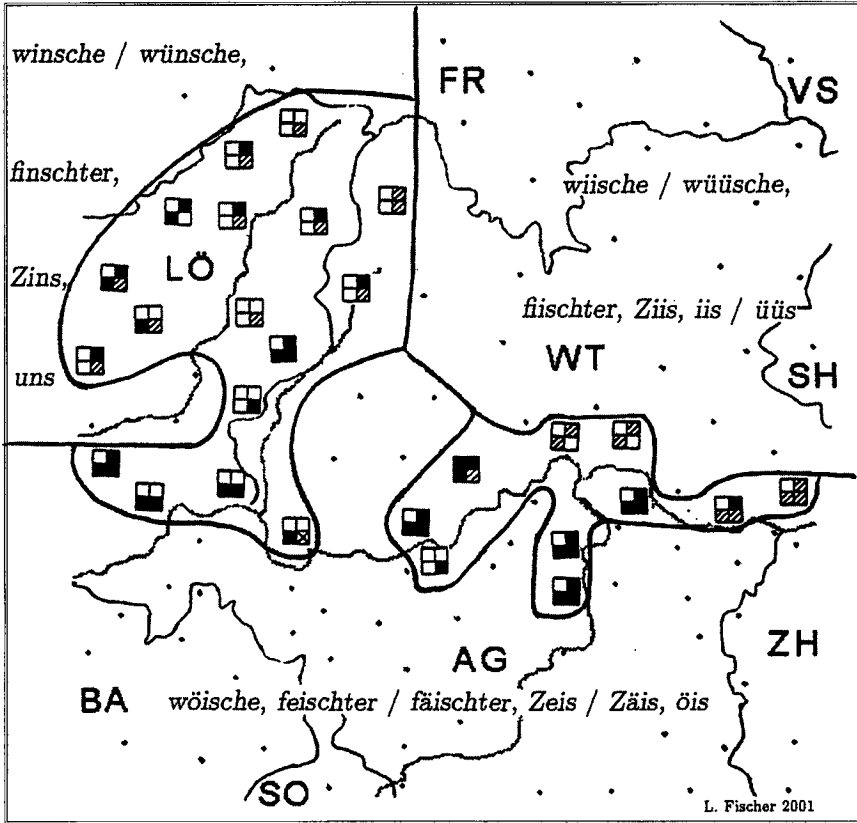 winsche / wünsche,
FR
VS
finschter,
wiische / wüüsche,
LÖ
Zins,
fiischter, Ziis, iis / üüs
WT
SH
uns
ZH
AG
BA
wöische, feischter / fäischter, Zeis / Zäis, öis
SO
L. Fischer 2001